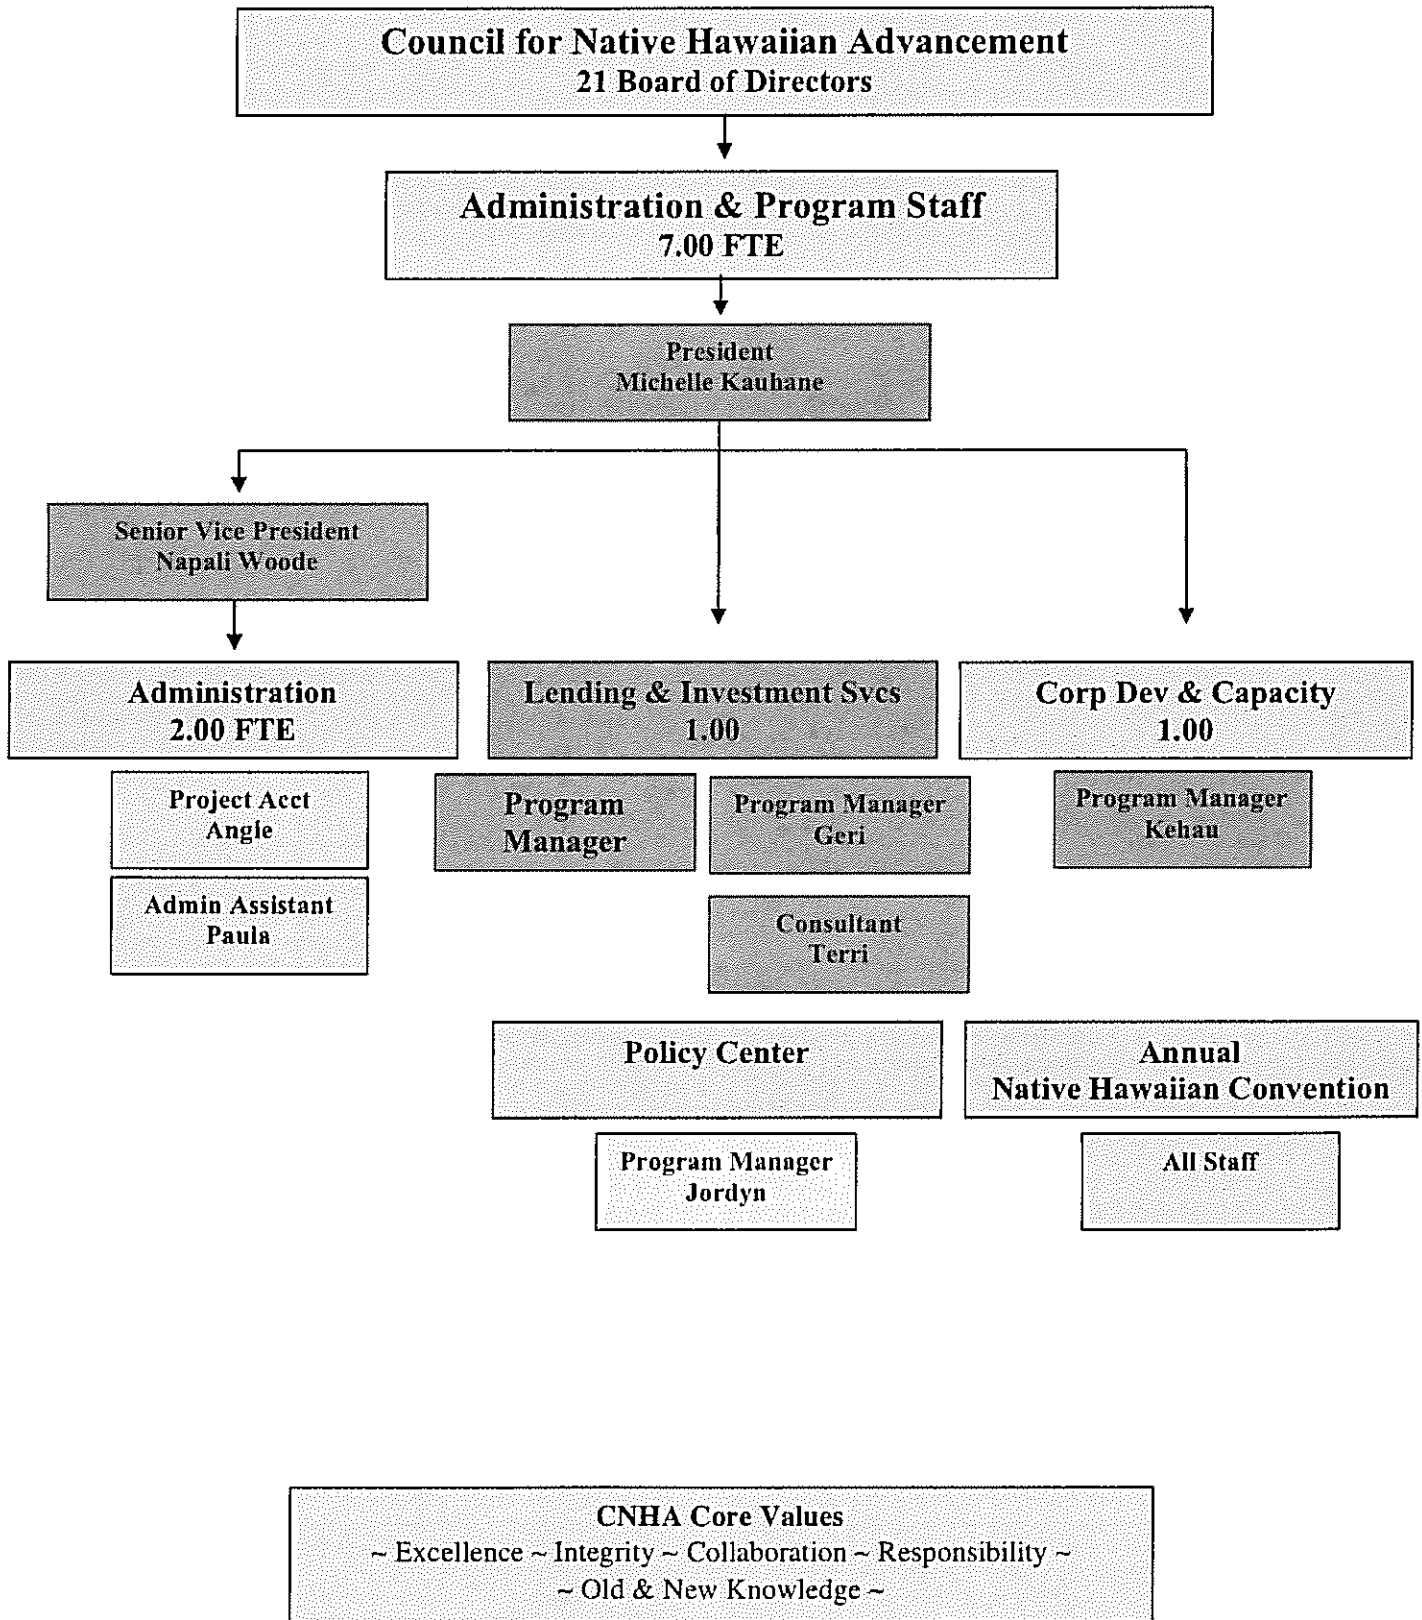 Council for Native Hawaiian Advancement
21 Board of Directors
Administration & Program Staff
7.00 FTE
President
Michelle Kauhane
Senior Vice President
Napali Woode
Administration
2.00 FTE
Project Acct
Angle
Admin Assistant
Paula
Lending & Investment Svcs
1.00
Program
Manager
Program Manager
Geri
Consultant
Terri
Corp Dev & Capacity
1.00
Program Manager
Kehau
Policy Center
Program Manager
Jordyn
Annual
Native Hawaiian Convention
All Staff
CNHA Core Values
~ Excellence ~ Integrity ~ Collaboration ~ Responsibility ~
~ Old & New Knowledge ~